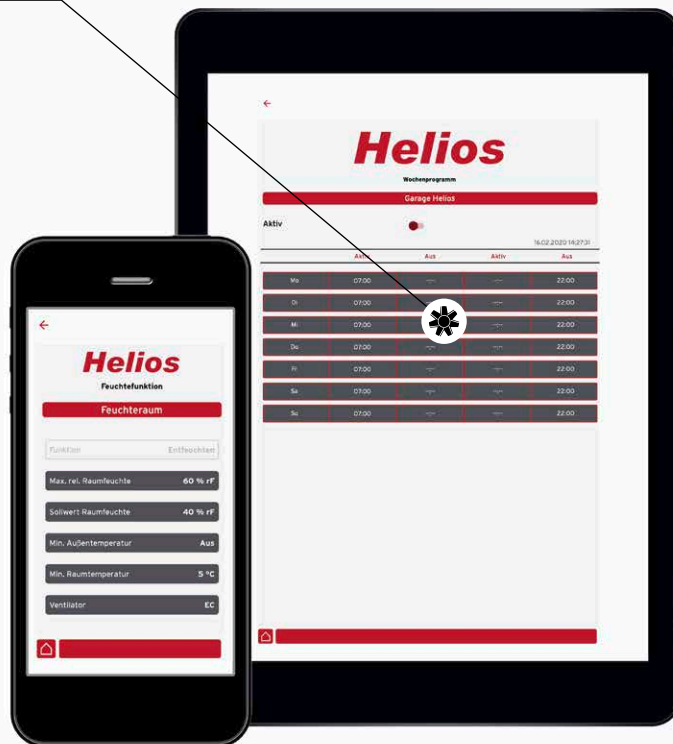 Helios
Wochenprogramm
Garage Helios
Aktiv
16.02.2020 14:27:31
Aktiv Aus Aktiv Aus
Mo 07:00 --:-- --:-- 22:00
Di 07:00 --:-- --:-- 22:00
Mi 07:00 --:-- 22:00
Do 07:00 --:-- --:-- 22:00
Fr 07:00 --:-- --:-- 22:00
Sa 07:00 --:-- --:-- 22:00
So 07:00 --:-- --:-- 22:00
Helios
Feuchtefunktion
Feuchteraum
Funktion Entfeuchten
Max. rel. Raumfeuchte 60 % rF
Sollwert Raumfeuchte 40 % rF
Min. Außentemperatur Aus
Min. Raumtemperatur 5 °C
Ventilator EC